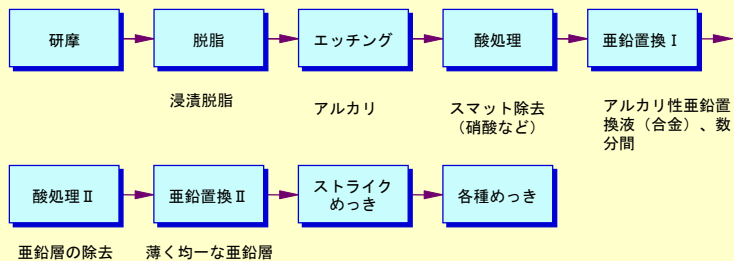 研摩
脱脂
エッチング
酸処理
亜鉛置換Ⅰ
浸漬脱脂
アルカリ
スマット除去
（硝酸など）
アルカリ性亜鉛置
換液（合金）、数
分間
酸処理Ⅱ
亜鉛置換Ⅱ
ストライク
めっき
各種めっき
亜鉛層の除去
薄く均一な亜鉛層